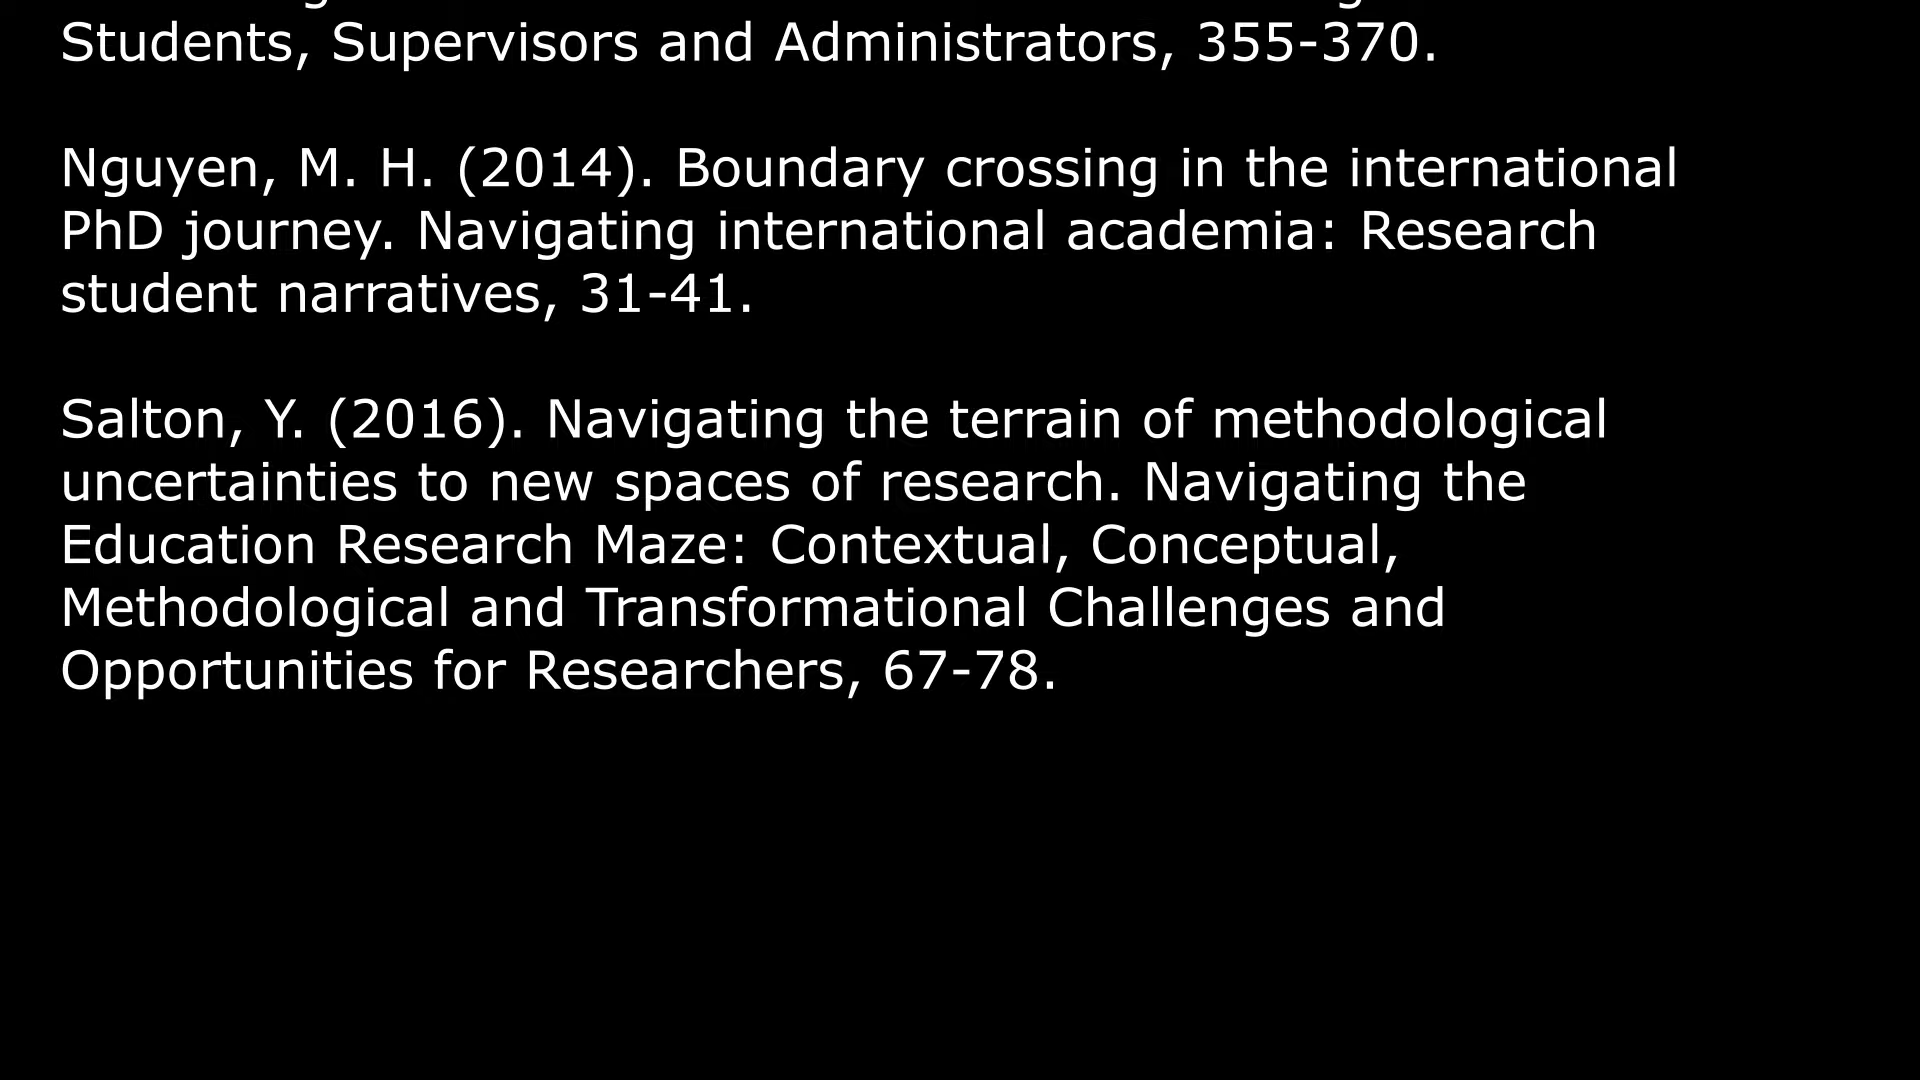 Students, Supervisors and Administrators, 355-370.
Nguyen, M. H. (2014). Boundary crossing in the international
PhD journey. Navigating international academia: Research
student narratives, 31-41.
Salton, Y. (2016). Navigating the terrain of methodological
uncertainties to new spaces of research. Navigating the
Education Research Maze: Contextual, Conceptual,
Methodological and Transformational Challenges and
Opportunities for Researchers, 67-78.